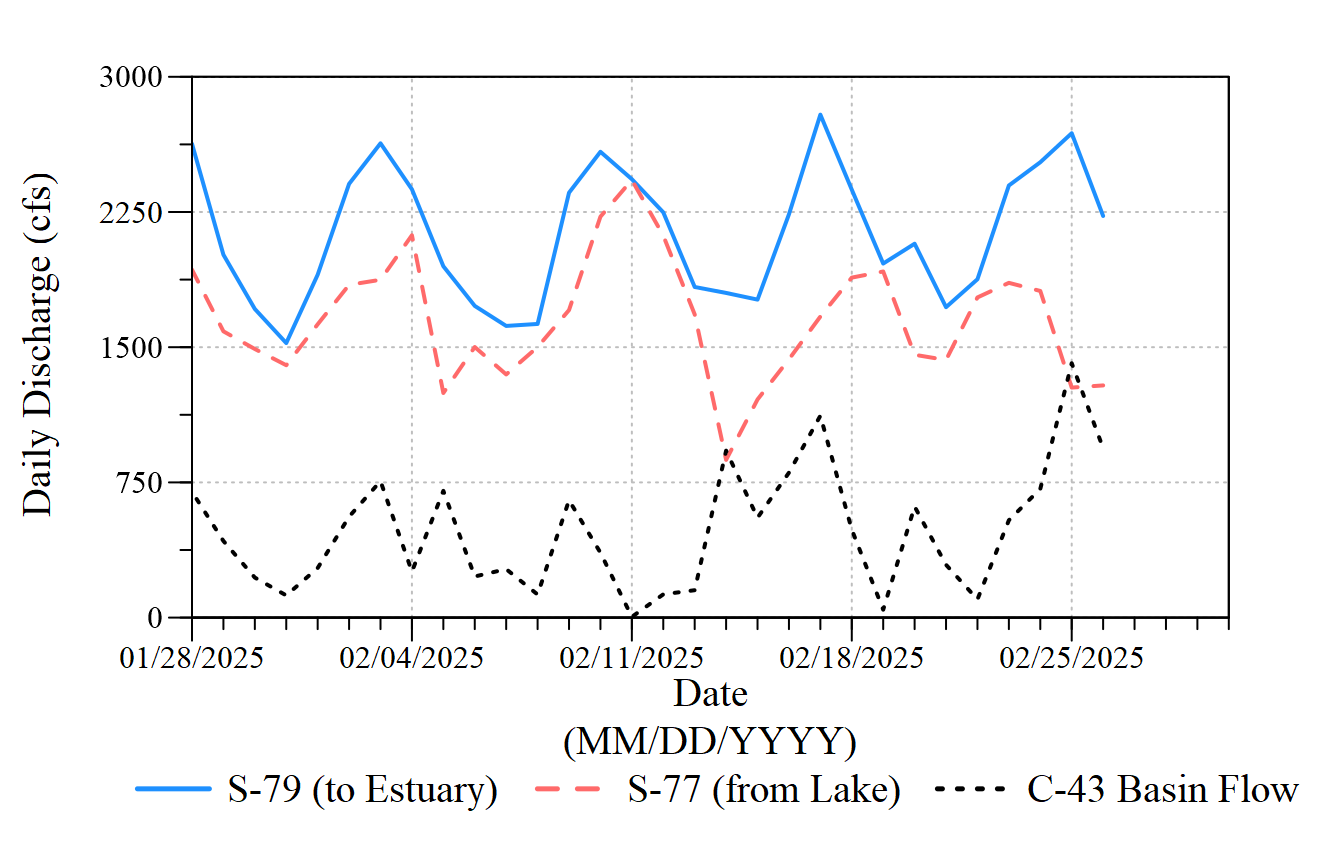 3000
2250
1500
750
0
Daily Discharge (cfs)
01/28/2025 02/04/2025 02/11/2025 02/18/2025 02/25/2025
Date
(MM/DD/YYYY)
S-79 (to Estuary) S-77 (from Lake) C-43 Basin Flow